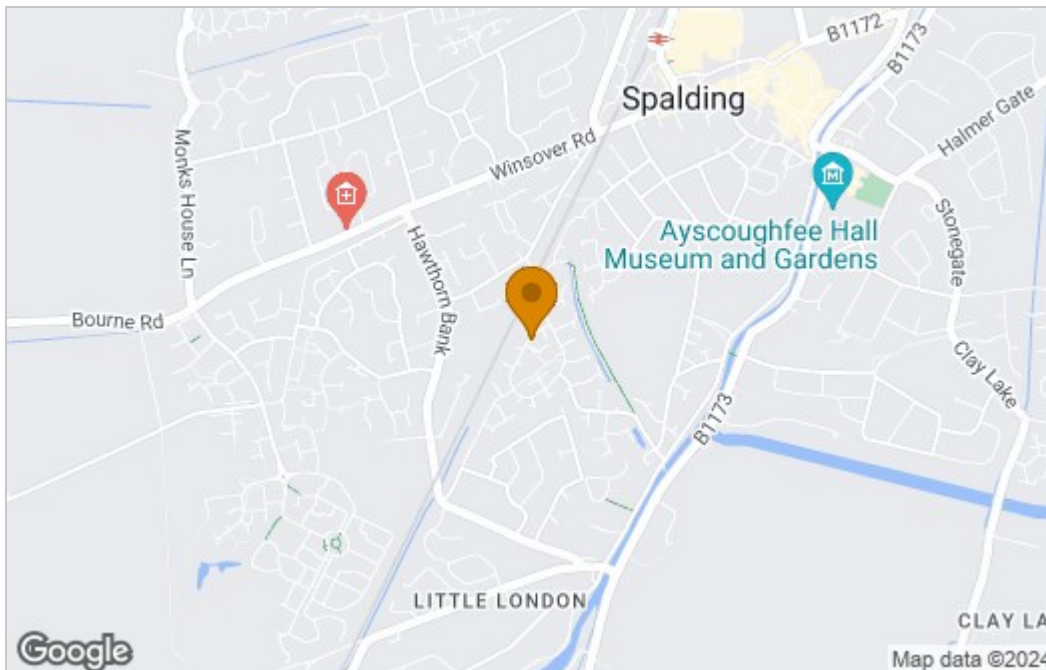 B1172
B1173
Spalding
Halmer Gate
Monks House Ln
Winsover Rd
M
Ayscoughfee Hall
Museum and Gardens
Stonegate
Hawthorn Bank
Bourne Rd
Clay Lake
B1173
LITTLE LONDON
CLAY LA
Google
Map data ©2024